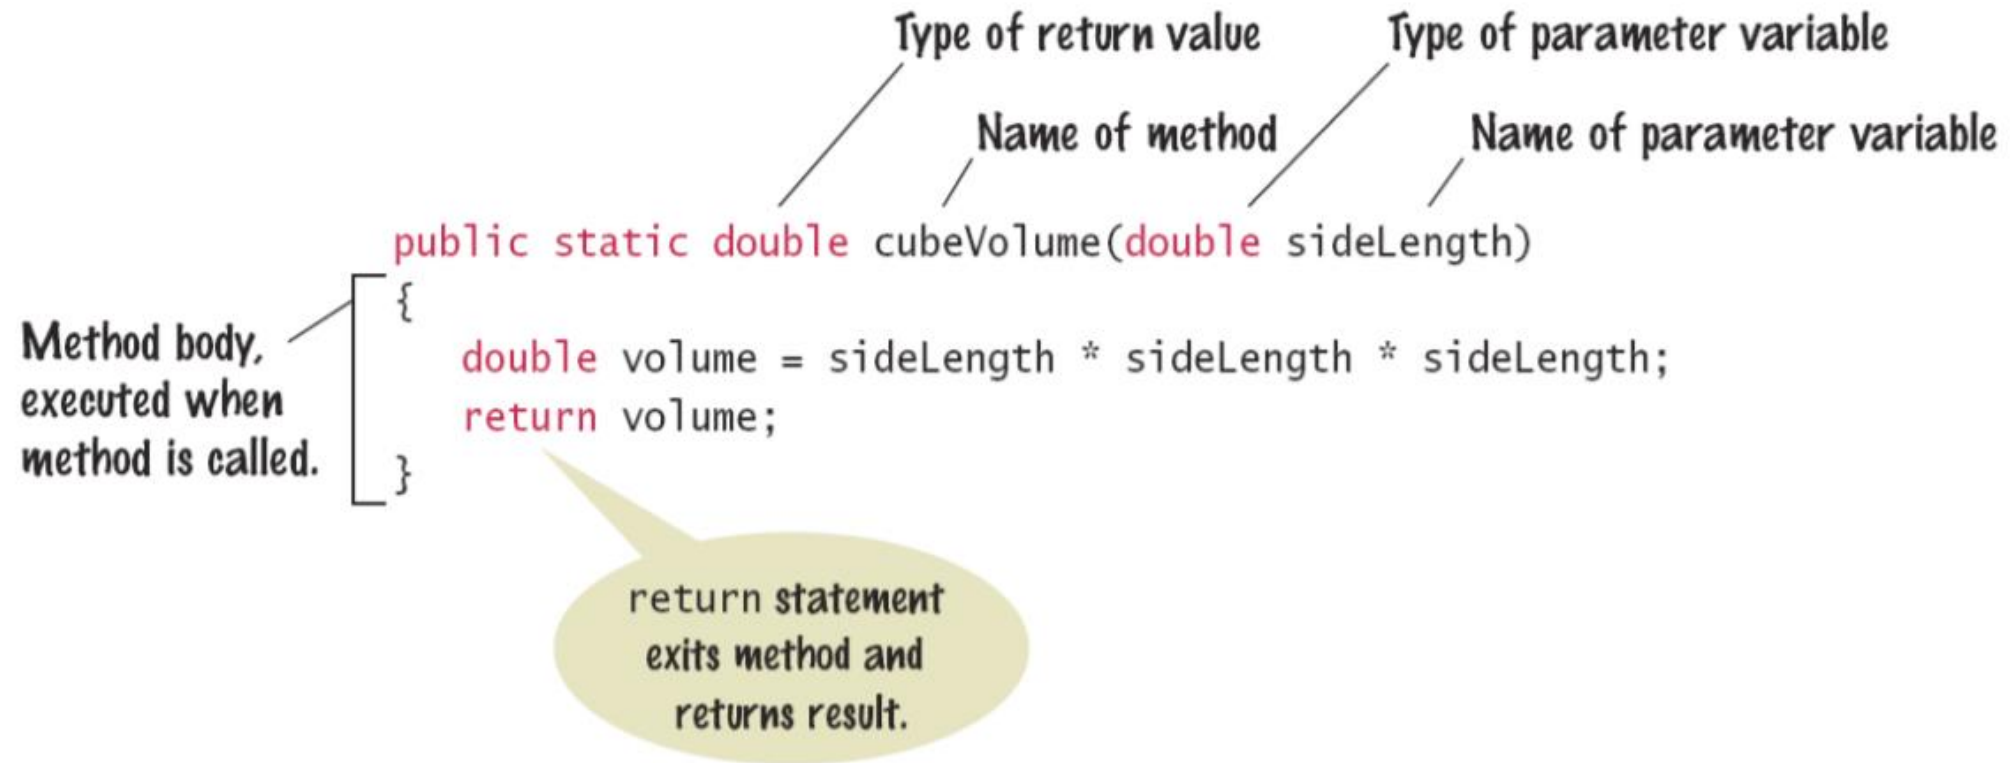 Type of return value
Type of parameter variable
Name of method
Name of parameter variable
public static double cubeVolume(double sideLength)
{
double volume = sideLength * sideLength * sideLength;
return volume;
}
Method body,
executed when
method is called.
return statement
exits method and
returns result.